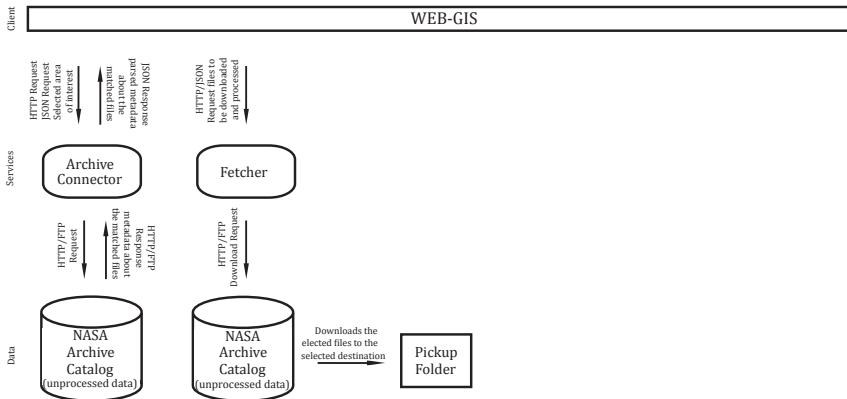 Client
WEB-GIS
HTTP Request
JSON Request
Selected area
of interest
JSON Response
parsed metadata
about the
matched files
HTTP/JSON
Request files to
be downloaded
and processed
Services
Archive
Connector
Fetcher
HTTP/FTP
Request
HTTP/FTP
Response
metadata about
the matched files
HTTP/FTP
Download Request
Data
NASA
Archive
Catalog
(unprocessed data)
NASA
Archive
Catalog
(unprocessed data)
Downloads the
elected files to the
selected destination
Pickup
Folder